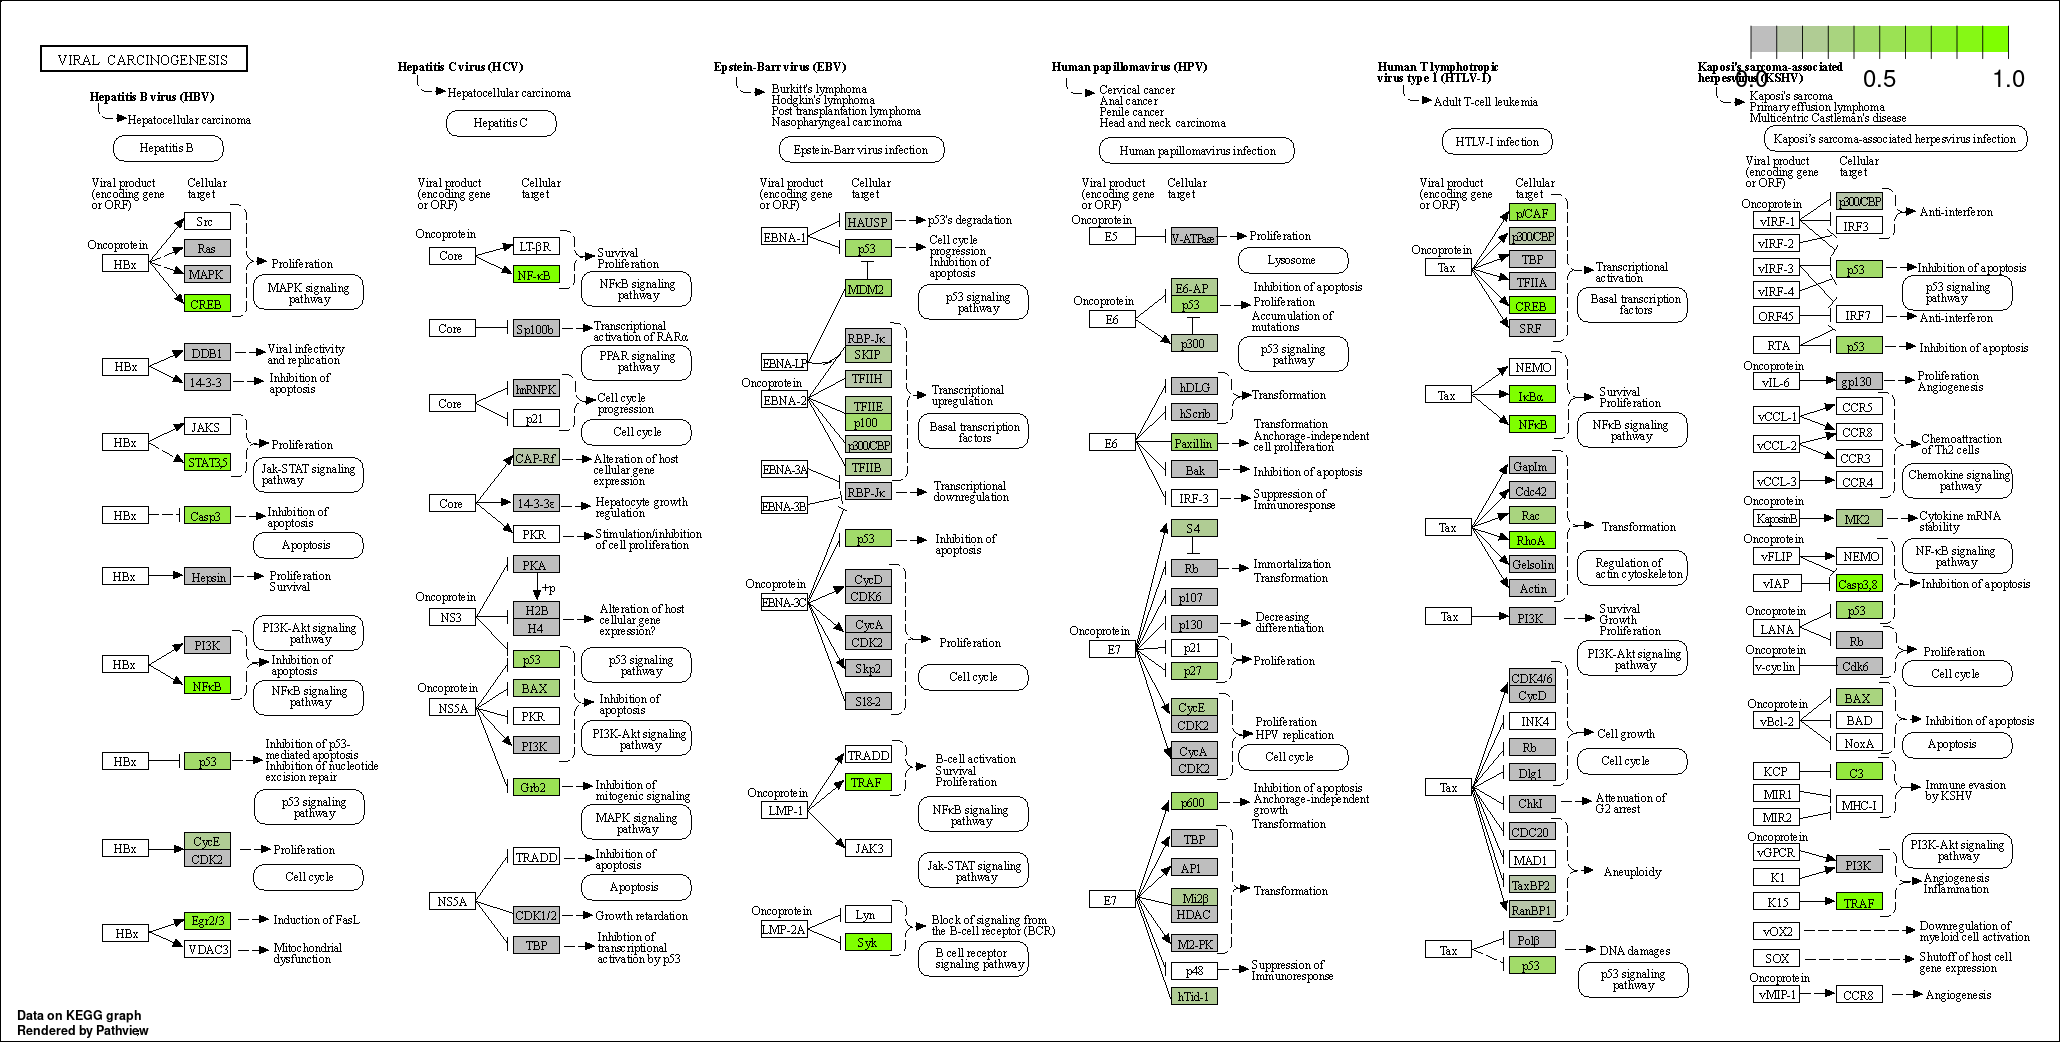 VIRAL CARCINOGENESIS
0.0
0.5
1.0
Hepatitis B virus (HBV)
Hepatocellular carcinoma
Hepatitis B
Viral product
(encoding gene
or ORF)
Cellular
target
Oncoprotein
HBx
Src
Ras
MAPK
CREB
Proliferation
MAPK signaling
pathway
HBx
DDB1
14-3-3
Viral infectivity
and replication
Inhibition of
apoptosis
HBx
JAKS
STAT3,5
Proliferation
Jak-STAT signaling
pathway
HBx
Casp3
Inhibition of
apoptosis
Apoptosis
HBx
Hepsin
Proliferation
Survival
PI3K-Akt signaling
pathway
HBx
PI3K
NFκB
Inhibition of
apoptosis
NFκB signaling
pathway
HBx
p53
Inhibition of p53-
mediated apoptosis
Inhibition of nucleotide
excision repair
p53 signaling
pathway
HBx
CycE
CDK2
Proliferation
Cell cycle
HBx
Egr2/3
VDAC3
Induction of FasL
Mitochondrial
dysfunction
Hepatitis C virus (HCV)
Hepatocellular carcinoma
Hepatitis C
Viral product
(encoding gene
or ORF)
Cellular
target
Oncoprotein
Core
LT-βR
NF-κB
Survival
Proliferation
NFκB signaling
pathway
Core
Sp100b
Transcriptional
activation of RARα
PPAR signaling
pathway
Core
hnRNPK
p21
Cell cycle
progression
Cell cycle
Core
CAP-Rf
14-3-3ε
PKR
Alteration of host
cellular gene
expression
Hepatocyte growth
regulation
Stimulation/inhibition
of cell proliferation
Oncoprotein
NS3
PKA
+p
H2B
H4
p53
Alteration of host
cellular gene
expression?
p53 signaling
pathway
Oncoprotein
NS5A
BAX
PKR
PI3K
Grb2
Inhibition of
apoptosis
PI3K-Akt signaling
pathway
Inhibition of
mitogenic signaling
MAPK signaling
pathway
NS5A
TRADD
CDK1/2
TBP
Inhibition of
apoptosis
Apoptosis
Growth retardation
Inhibtion of
transcriptional
activation by p53
Epstein-Barr virus (EBV)
Burkitt's lymphoma
Hodgkin's lymphoma
Post transplantation lymphoma
Nasopharyngeal carcinoma
Epstein-Barr virus infection
Viral product
(encoding gene
or ORF)
Cellular
target
EBNA-1
HAUSP
p53
MDM2
p53's degradation
Cell cycle
progression
Inhibition of
apoptosis
p53 signaling
pathway
EBNA-LP
Oncoprotein
EBNA-2
RBP-Jκ
SKIP
TFIIH
TFIIE
p100
p300/CBP
TFIIB
Transcriptional
upregulation
Basal transcription
factors
EBNA-3A
EBNA-3B
RBP-Jκ
Transcriptional
downregulation
Oncoprotein
EBNA-3C
p53
Inhibition of
apoptosis
CycD
CDK6
CycA
CDK2
Skp2
S18-2
Proliferation
Cell cycle
Oncoprotein
LMP-1
TRADD
TRAF
JAK3
B-cell activation
Survival
Proliferation
NFκB signaling
pathway
Jak-STAT signaling
pathway
Oncoprotein
LMP-2A
Lyn
Syk
Block of signaling from
the B-cell receptor (BCR)
B cell receptor
signaling pathway
Human papillomavirus (HPV)
Cervical cancer
Anal cancer
Penile cancer
Head and neck carcinoma
Human papillomavirus infection
Viral product
(encoding gene
or ORF)
Cellular
target
Oncoprotein
E5
V-ATPase
Proliferation
Lysosome
Oncoprotein
E6
E6-AP
p53
p300
Inhibition of apoptosis
Proliferation
Accumulation of
mutations
p53 signaling
pathway
E6
hDLG
hScrib
Paxillin
Bak
IRF-3
Transformation
Transformation
Anchorage-independent
cell proliferation
Inhibition of apoptosis
Suppression of
Immunoresponse
Oncoprotein
E7
S4
Rb
p107
p130
p21
p27
CycE
CDK2
CycA
CDK2
Immortalization
Transformation
Decreasing
differentiation
Proliferation
Proliferation
HPV replication
Cell cycle
E7
p600
TBP
AP1
Mi2β
HDAC
M2-PK
p48
hTid-1
Inhibition of apoptosis
Anchorage-independent
growth
Transformation
Transformation
Suppression of
Immunoresponse
Human T lymphotropic
virus type 1 (HTLV-I)
Adult T-cell leukemia
HTLV-I infection
Viral product
(encoding gene
or ORF)
Cellular
target
Oncoprotein
Tax
p/CAF
p300/CBP
TBP
TFIIA
CREB
SRF
Transcriptional
activation
Basal transcription
factors
Tax
NEMO
IκBα
NFκB
Survival
Proliferation
NFκB signaling
pathway
Tax
GapIm
Cdc42
Rac
RhoA
Gelsolin
Actin
Transformation
Regulation of
actin cytoskeleton
Tax
PI3K
Survival
Growth
Proliferation
PI3K-Akt signaling
pathway
Tax
CDK4/6
CycD
INK4
Rb
Dlg1
ChkI
CDC20
MAD1
TaxBP2
RanBP1
Cell growth
Cell cycle
Attenuation of
G2 arrest
Aneuploidy
Tax
Polβ
p53
DNA damages
p53 signaling
pathway
Kaposi's sarcoma-associated
herpesvirus (KSHV)
Kaposi's sarcoma
Primary effusion lymphoma
Multicentric Castleman's disease
Kaposi's sarcoma-associated herpesvirus infection
Viral product
(encoding gene
or ORF)
Cellular
target
Oncoprotein
vIRF-1
vIRF-2
p300/CBP
IRF3
Anti-interferon
vIRF-3
vIRF-4
p53
Inhibition of apoptosis
p53 signaling
pathway
ORF45
IRF7
Anti-interferon
RTA
p53
Inhibition of apoptosis
vIL-6
gp130
Proliferation
Angiogenesis
vCCL-1
vCCL-2
vCCL-3
CCR5
CCR8
CCR3
CCR4
Chemoattraction
of Th2 cells
Chemokine signaling
pathway
KaposinB
MK2
Cytokine mRNA
stability
Oncoprotein
vFLIP
NEMO
NF-κB signaling
pathway
vIAP
Casp3,8
Inhibition of apoptosis
Oncoprotein
LANA
p53
Rb
Oncoprotein
v-cyclin
Cdk6
Proliferation
Cell cycle
Oncoprotein
vBcl-2
BAX
BAD
NoxA
Inhibition of apoptosis
Apoptosis
KCP
MIR1
MIR2
C3
MHC-I
Immune evasion
by KSHV
Oncoprotein
vGPCR
K1
K15
PI3K
TRAF
PI3K-Akt signaling
pathway
Angiogenesis
Inflammation
vOX2
Downregulation of
myeloid cell activation
SOX
Shutoff of host cell
gene expression
Oncoprotein
vMIP-1
CCR8
Angiogenesis
Data on KEGG graph
Rendered by Pathview